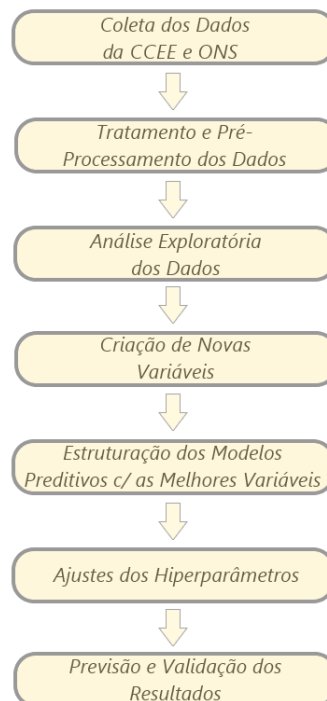 Coleta dos Dados
da CCEE e ONS
Tratamento e Pré-
Processamento dos Dados
Análise Exploratória
dos Dados
Criação de Novas
Variáveis
Estruturação dos Modelos
Preditivos c/ as Melhores Variáveis
Ajustes dos Hiperparâmetros
Previsão e Validação dos
Resultados